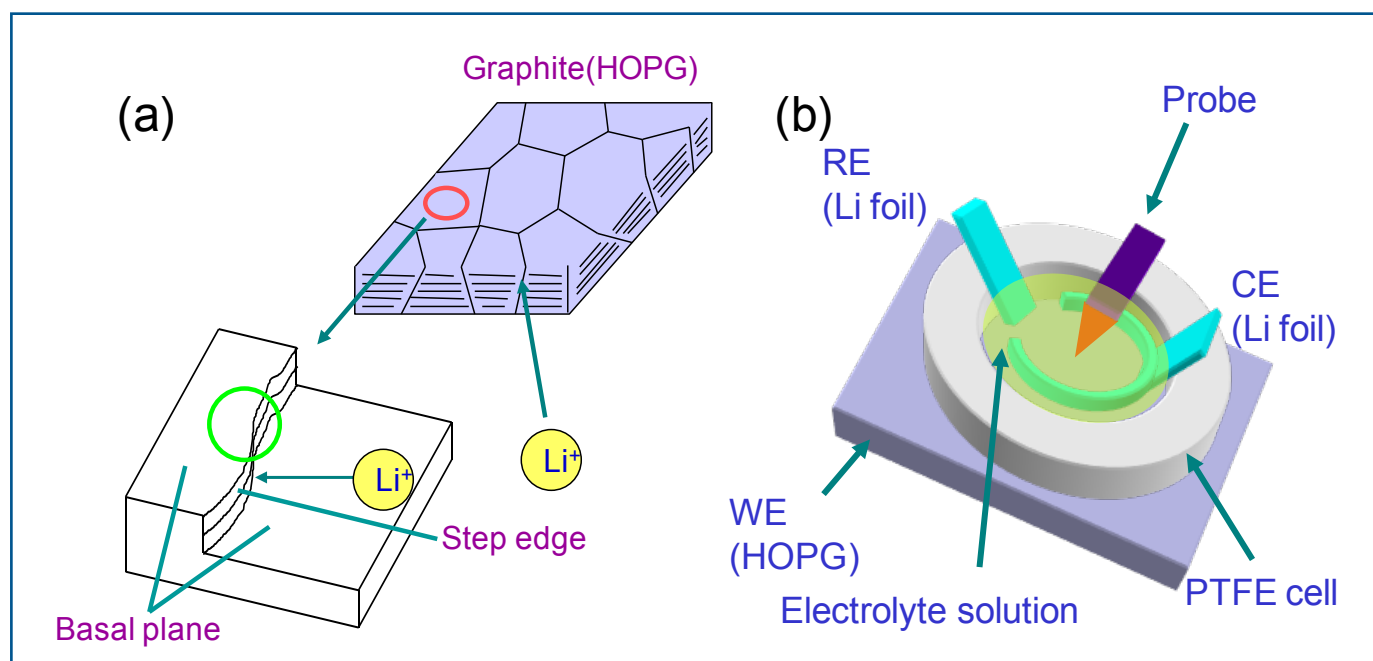 (a)
Graphite(HOPG)
Li+
Li+
Step edge
Basal plane
(b)
Probe
RE
(Li foil)
CE
(Li foil)
WE
(HOPG)
Electrolyte solution
PTFE cell